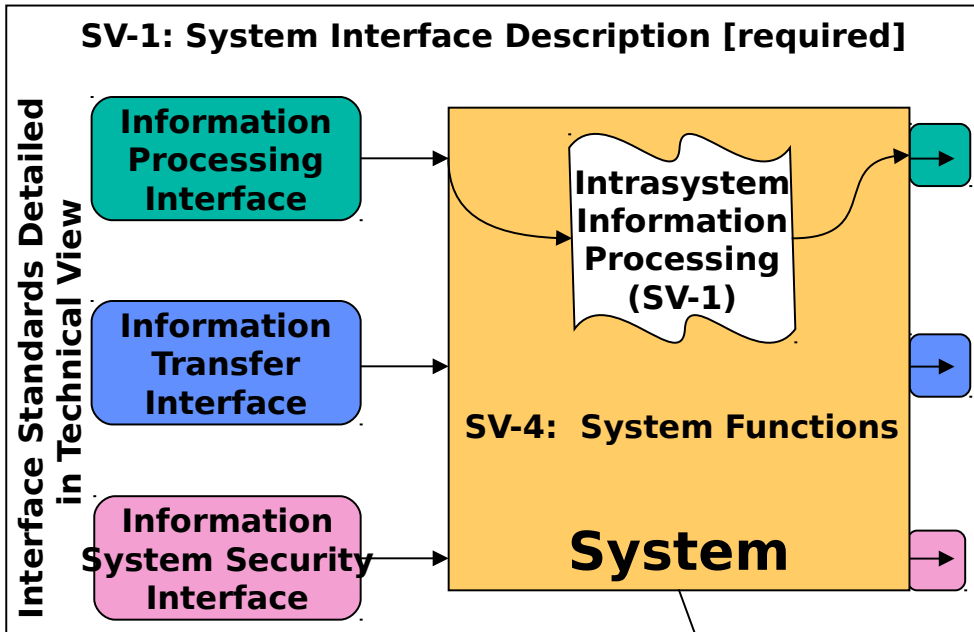 SV-1: System Interface Description [required]
Interface Standards Detailed
in Technical View
Information
Processing
Interface
Intrasystem
Information
Processing
(SV-1)
Information
Transfer
Interface
SV-4:  System Functions
Information
System Security
Interface
System